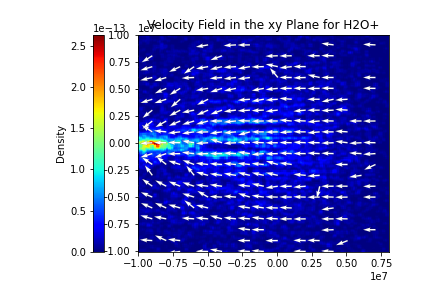 Velocity Field in the xy Plane for H2O+
1e−13
1e7
2.5
2.0
1.5
1.0
0.5
0.0
Density
1.00
0.75
0.50
0.25
0.00
−0.25
−0.50
−0.75
−1.00
−1.00 −0.75 −0.50 −0.25 0.00 0.25 0.50 0.75
1e7